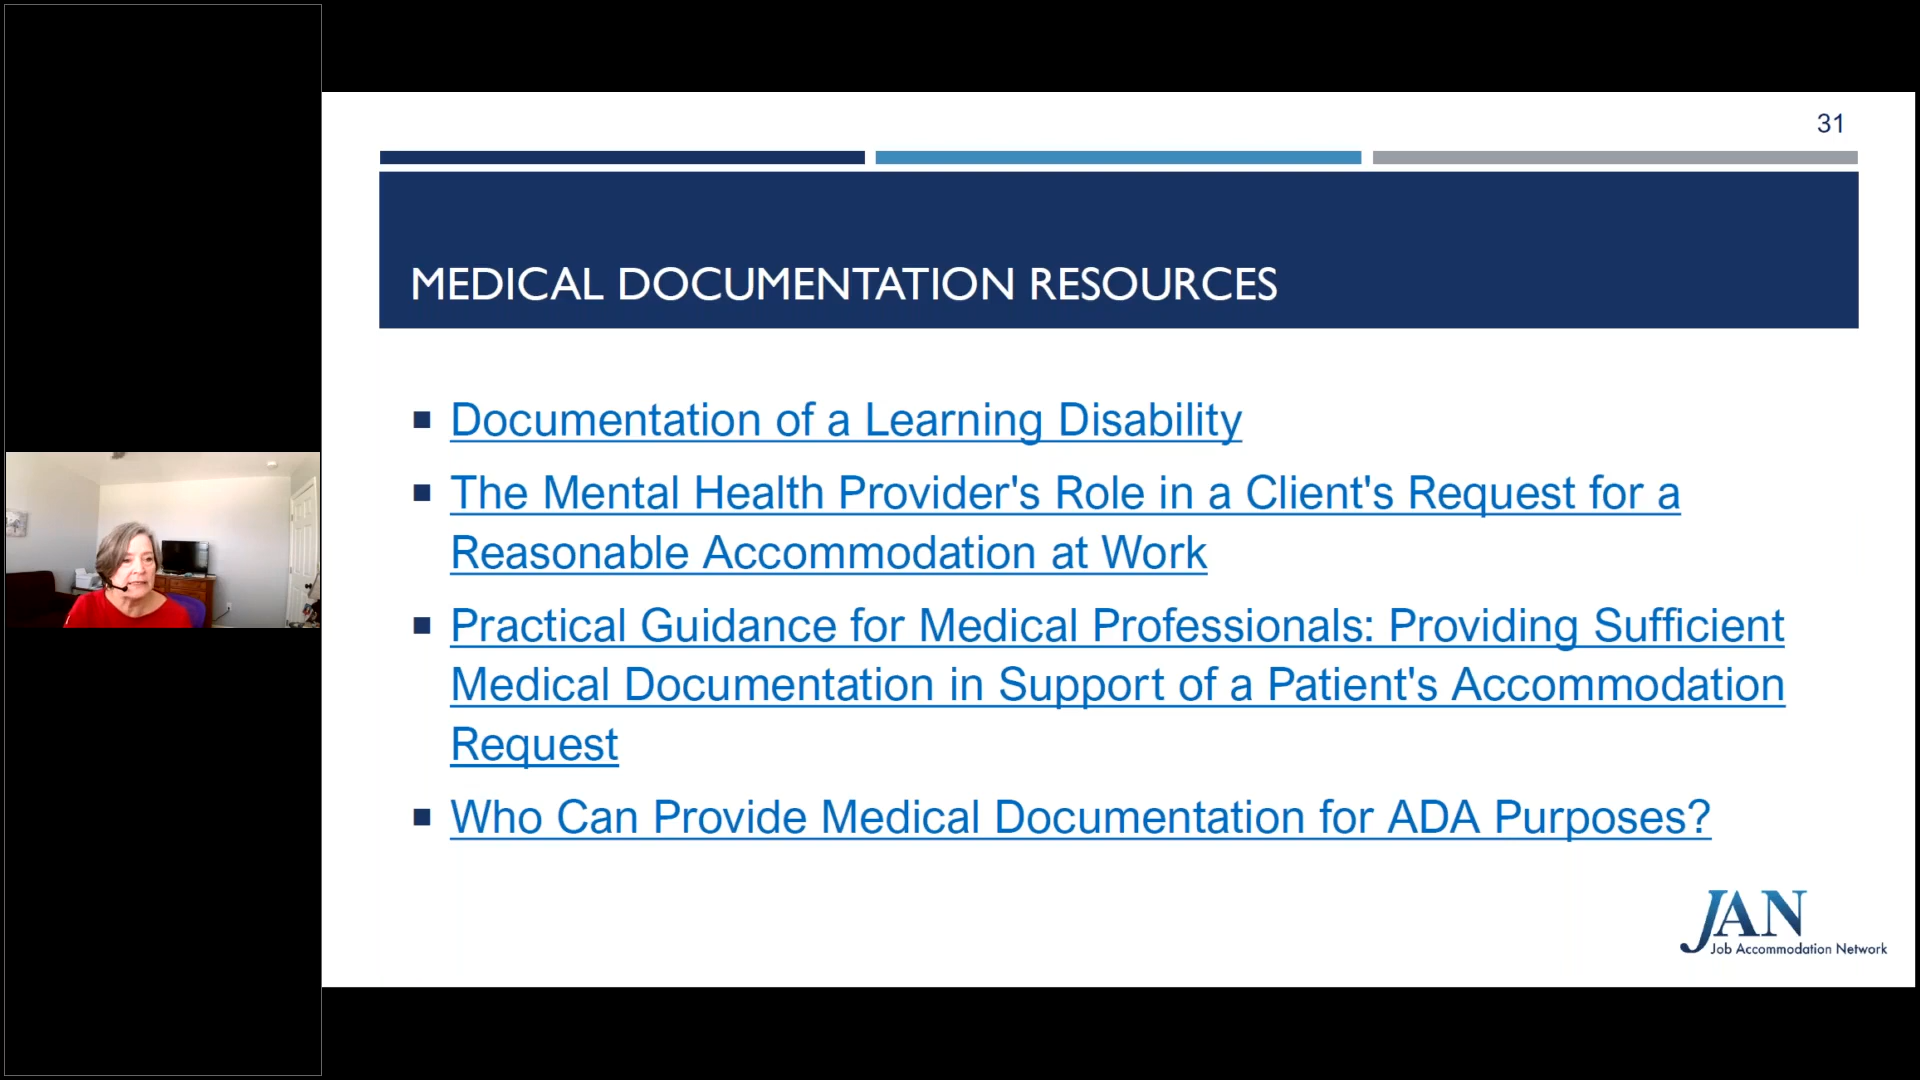 31
MEDICAL DOCUMENTATION RESOURCES
Documentation of a Learning Disability
The Mental Health Provider's Role in a Client's Request for a
Reasonable Accommodation at Work
Practical Guidance for Medical Professionals: Providing Sufficient
Medical Documentation in Support of a Patient's Accommodation
Request
Who Can Provide Medical Documentation for ADA Purposes?
JAN
Job Accommodation Network